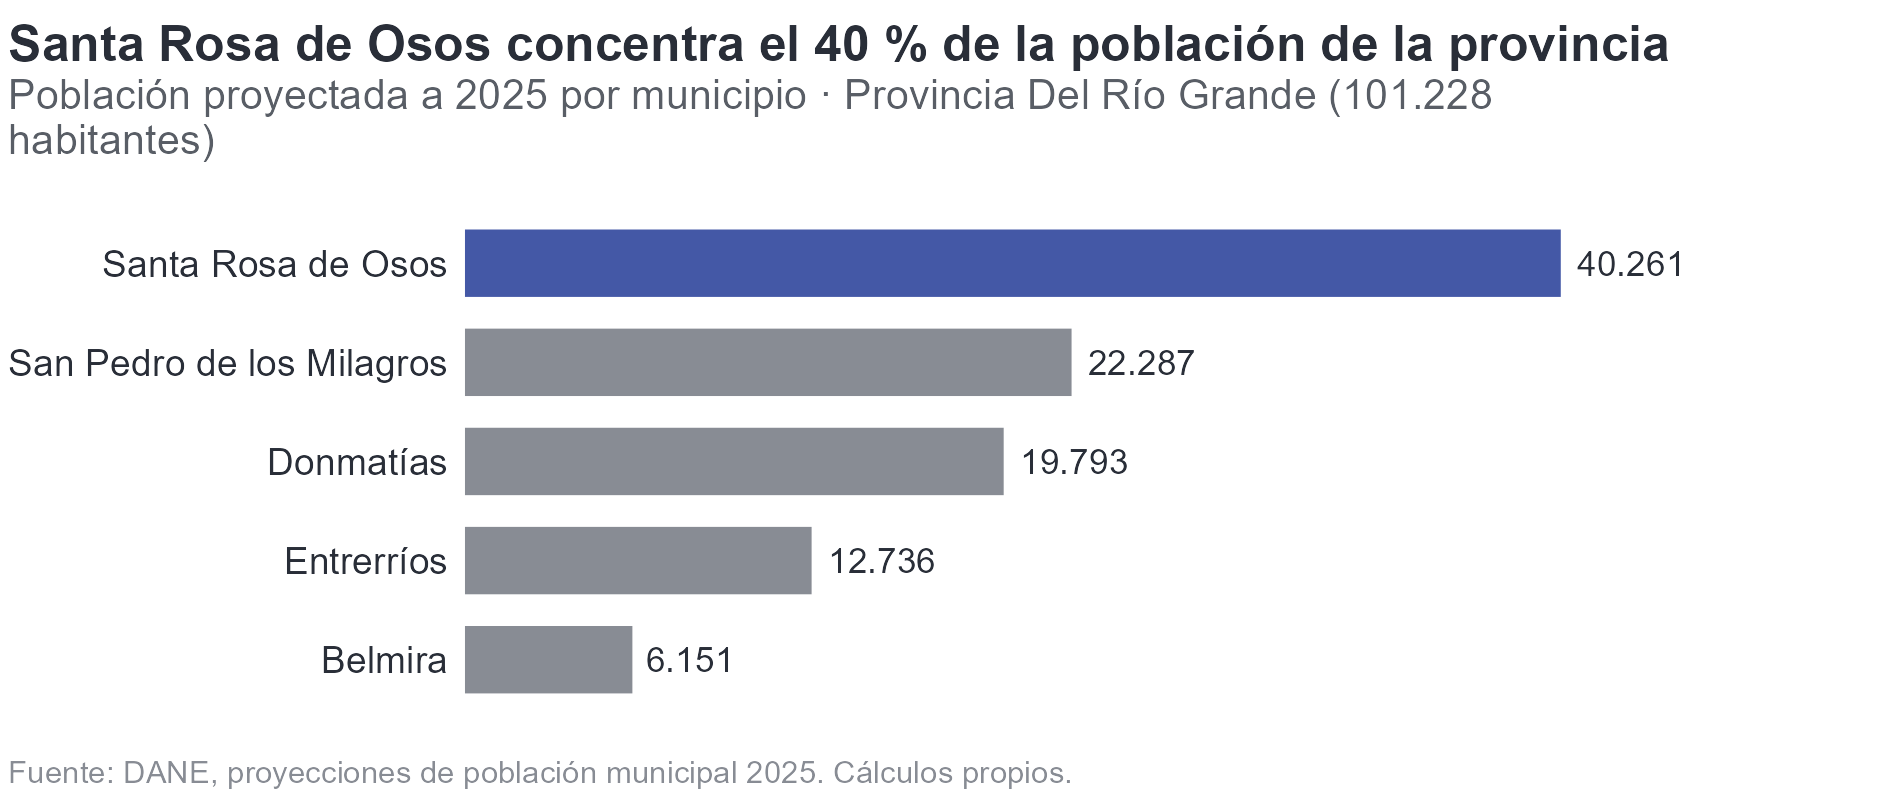 Santa Rosa de Osos concentra el 40 % de la población de la provincia
Población proyectada a 2025 por municipio · Provincia Del Río Grande (101.228
habitantes)
Santa Rosa de Osos 40.261
San Pedro de los Milagros 22.287
Donmatías 19.793
Entrerríos 12.736
Belmira 6.151
Fuente: DANE, proyecciones de población municipal 2025. Cálculos propios.